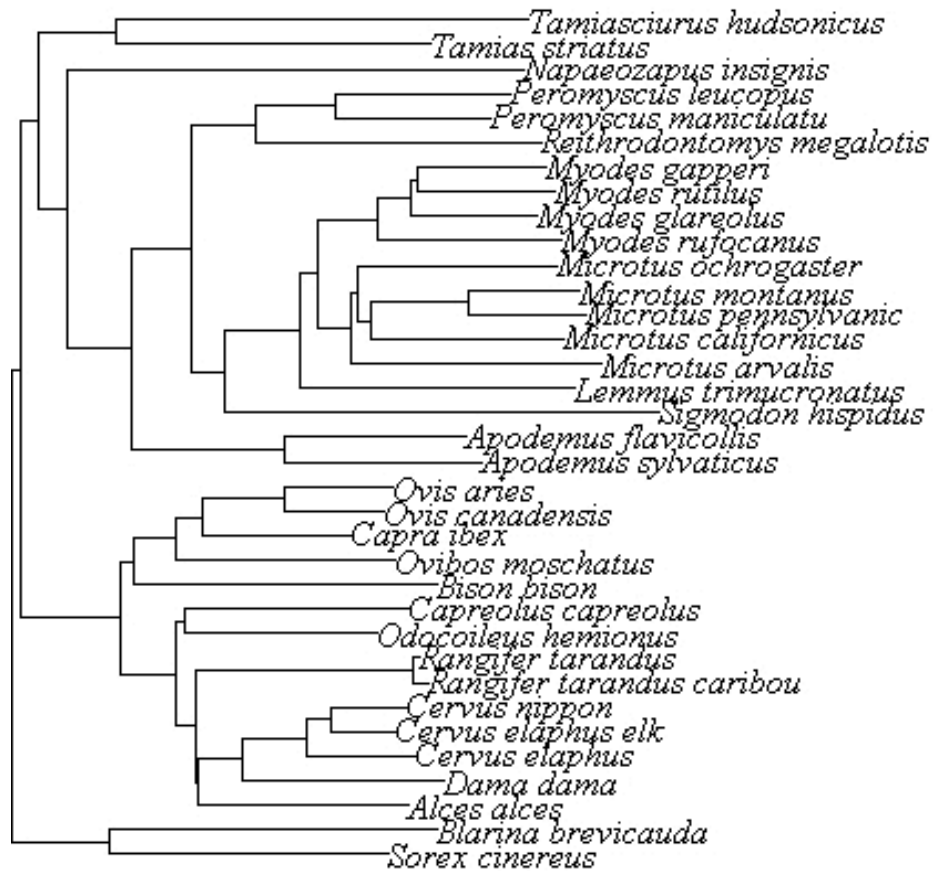 Tamiasciurus hudsonicus
Tamias striatus
Napaeozapus insignis
Peromyscus leucopus
Peromyscus maniculatu
Reithrodontomys megalotis
Myodes gapperi
Myodes rutilus
Myodes glareolus
Myodes rufocanus
Microtus ochrogaster
Microtus montanus
Microtus pennsylvanic
Microtus californicus
Microtus arvalis
Lemmus trimucronatus
Sigmodon hispidus
Apodemus flavicollis
Apodemus sylvaticus
Ovis aries
Ovis canadensis
Capra ibex
Ovibos moschatus
Bison bison
Capreolus capreolus
Odocoileus hemionus
Rangifer tarandus
Rangifer tarandus caribou
Cervus nippon
Cervus elaphus elk
Cervus elaphus
Dama dama
Alces alces
Blarina brevicauda
Sorex cinereus